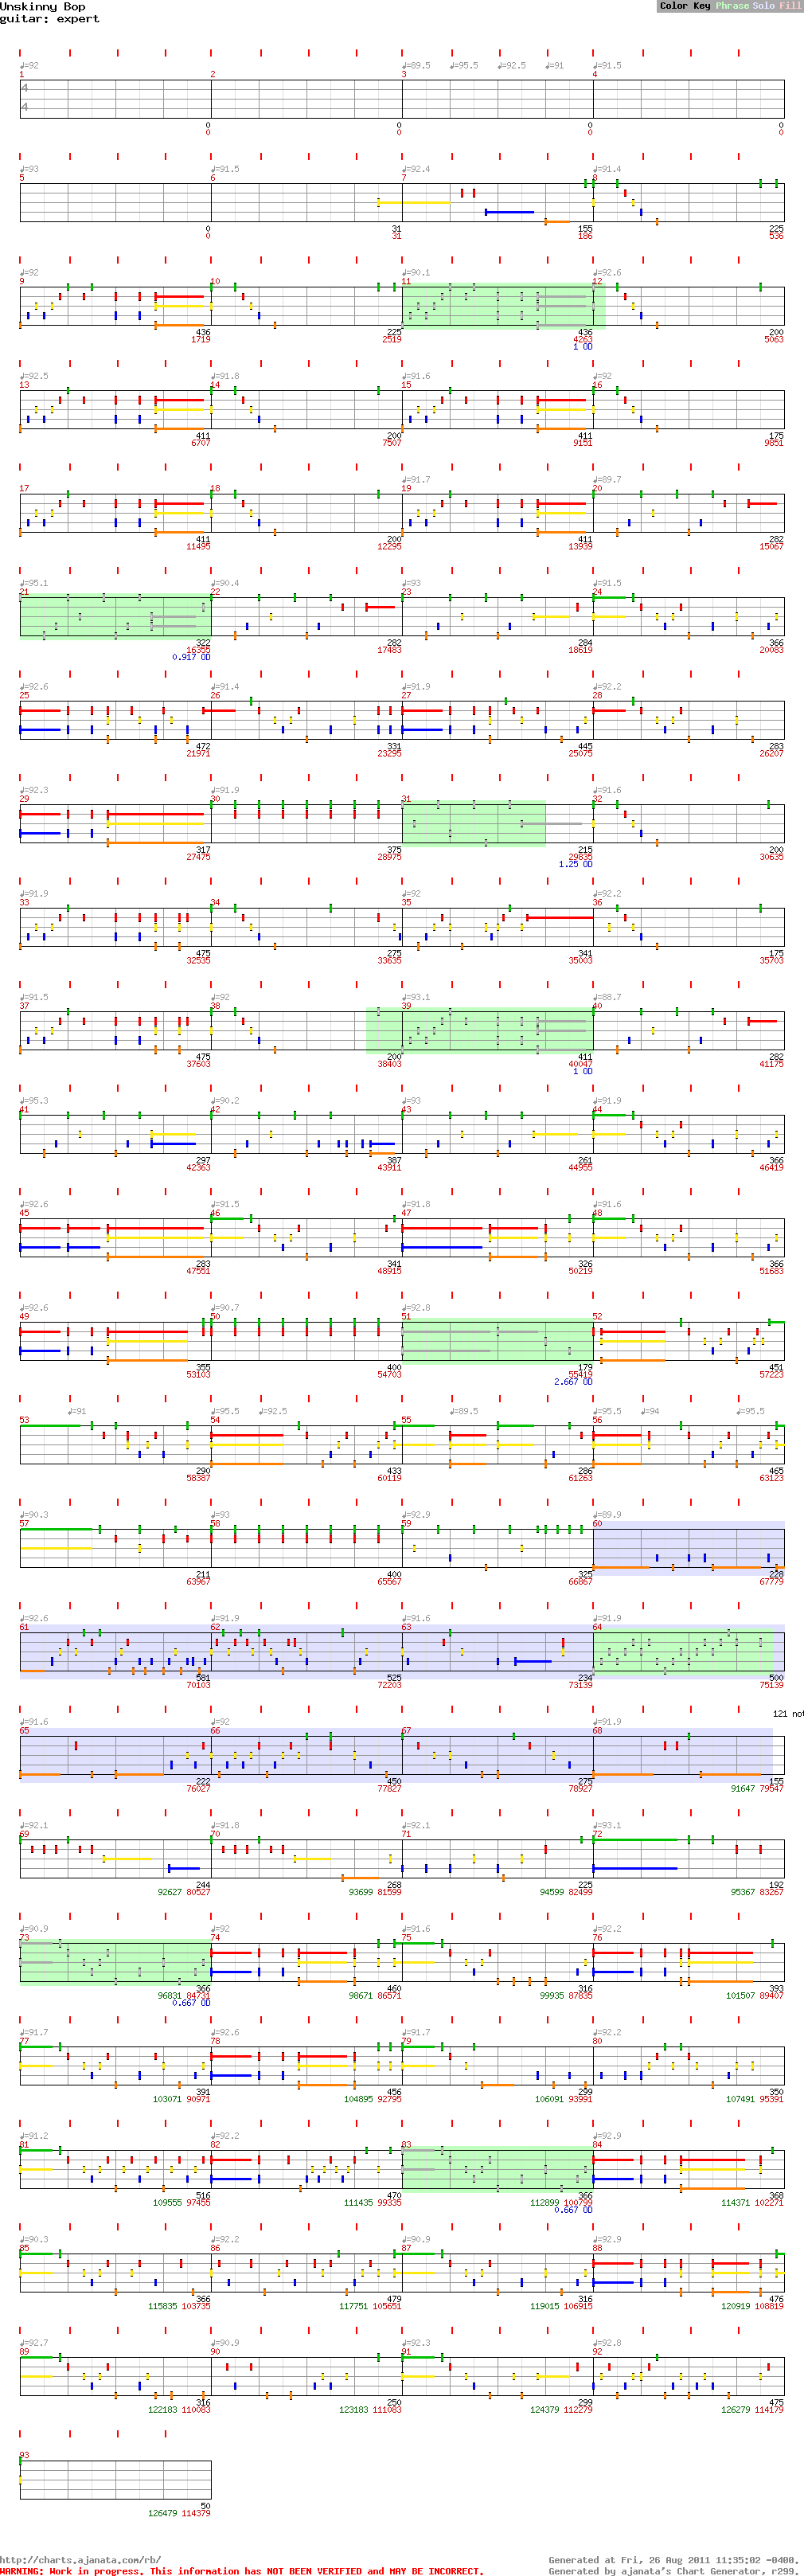 Unskinny Bop
guitar: expert
Color Key Phrase Solo Fill
♩=92 ♩=89.5 ♩=95.5 ♩=92.5 ♩=91 ♩=91.5
1 2 3 4
4
4
0 0 0 0
0 0 0 0
♩=93 ♩=91.5 ♩=92.4 ♩=91.4
5 6 7 8
0 31 155 225
0 31 186 536
♩=92 ♩=90.1 ♩=92.6
9 10 11 12
436 225 436 200
1719 2519 4263 5063
1 OD
♩=92.5 ♩=91.8 ♩=91.6 ♩=92
13 14 15 16
411 200 411 175
6707 7507 9151 9851
♩=91.7 ♩=89.7
17 18 19 20
411 200 411 282
11495 12295 13939 15067
♩=95.1 ♩=90.4 ♩=93 ♩=91.5
21 22 23 24
322 282 284 366
16355 17483 18619 20083
0.917 OD
♩=92.6 ♩=91.4 ♩=91.9 ♩=92.2
25 26 27 28
472 331 445 283
21971 23295 25075 26207
♩=92.3 ♩=91.9 ♩=91.6
29 30 31 32
317 375 215 200
27475 28975 29835 30635
1.25 OD
♩=91.9 ♩=92 ♩=92.2
33 34 35 36
475 275 341 175
32535 33635 35003 35703
♩=91.5 ♩=92 ♩=93.1 ♩=88.7
37 38 39 40
475 200 411 282
37603 38403 40047 41175
1 OD
♩=95.3 ♩=90.2 ♩=93 ♩=91.9
41 42 43 44
297 387 261 366
42363 43911 44955 46419
♩=92.6 ♩=91.5 ♩=91.8 ♩=91.6
45 46 47 48
283 341 326 366
47551 48915 50219 51683
♩=92.6 ♩=90.7 ♩=92.8
49 50 51 52
355 400 179 451
53103 54703 55419 57223
2.667 OD
♩=91 ♩=95.5 ♩=92.5 ♩=89.5 ♩=95.5 ♩=94 ♩=95.5
53 54 55 56
290 433 286 465
58387 60119 61263 63123
♩=90.3 ♩=93 ♩=92.9 ♩=89.9
57 58 59 60
211 400 325 228
63967 65567 66867 67779
♩=92.6 ♩=91.9 ♩=91.6 ♩=91.9
61 62 63 64
581 525 234 500
70103 72203 73139 75139
♩=91.6 ♩=92 ♩=91.9 121 not
65 66 67 68
222 450 275 155
76027 77827 78927 91647 79547
♩=92.1 ♩=91.8 ♩=92.1 ♩=93.1
69 70 71 72
244 268 225 192
92627 80527 93699 81599 94599 82499 95367 83267
♩=90.9 ♩=92 ♩=91.6 ♩=92.2
73 74 75 76
366 460 316 393
96831 84731 98671 86571 99935 87835 101507 89407
0.667 OD
♩=91.7 ♩=92.6 ♩=91.7 ♩=92.2
77 78 79 80
391 456 299 350
103071 90971 104895 92795 106091 93991 107491 95391
♩=91.2 ♩=92.2 ♩=92.9
81 82 83 84
516 470 366 368
109555 97455 111435 99335 112899 100799 114371 102271
0.667 OD
♩=90.3 ♩=92.2 ♩=90.9 ♩=92.9
85 86 87 88
366 479 316 476
115835 103735 117751 105651 119015 106915 120919 108819
♩=92.7 ♩=90.9 ♩=92.3 ♩=92.8
89 90 91 92
316 250 299 475
122183 110083 123183 111083 124379 112279 126279 114179
93
50
126479 114379
http://charts.ajanata.com/rb/ Generated at Fri, 26 Aug 2011 11:35:02 -0400.
WARNING: Work in progress. This information has NOT BEEN VERIFIED and MAY BE INCORRECT. Generated by ajanata's Chart Generator, r299.